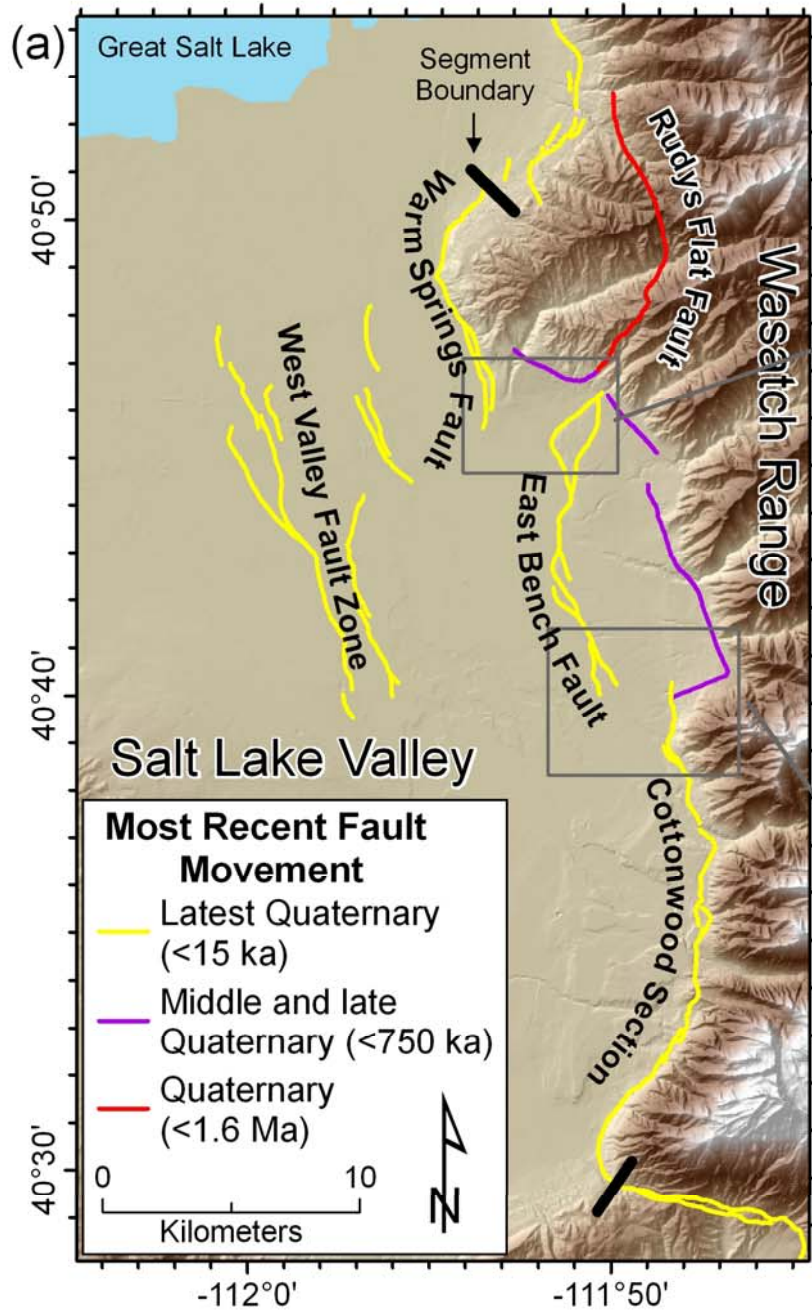 (a)
Great Salt Lake
Segment
Boundary
40°50'
Warm Springs Fault
Rudys Flat Fault
Wasatch Range
West Valley Fault Zone
East Bench Fault
40°40'
Salt Lake Valley
Cottonwood Section
Most Recent Fault
Movement
Latest Quaternary
(<15 ka)
Middle and late
Quaternary (<750 ka)
Quaternary
(<1.6 Ma)
0 10
Kilometers
N
40°30'
-112°0' -111°50'